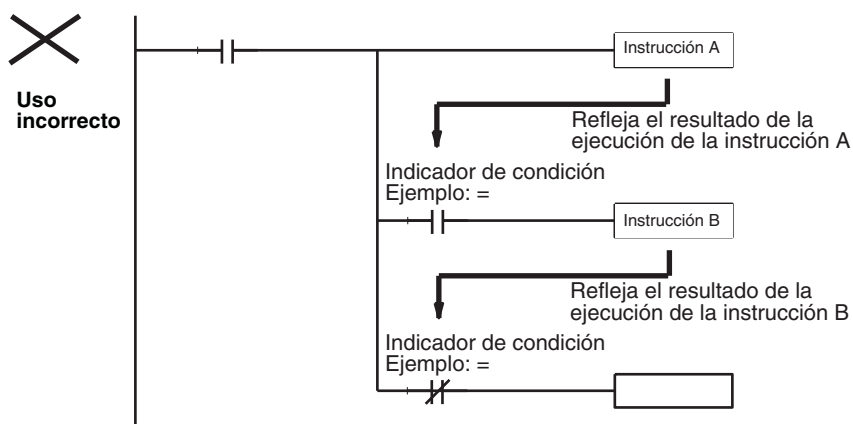 Uso
incorrecto
Instrucción A
Refleja el resultado de la
ejecución de la instrucción A
Indicador de condición
Ejemplo: =
Instrucción B
Refleja el resultado de la
ejecución de la instrucción B
Indicador de condición
Ejemplo: =